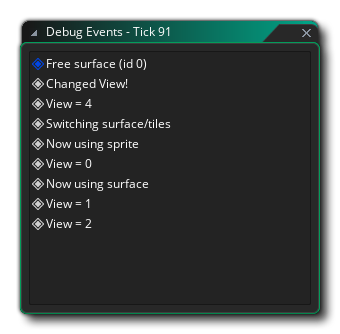 Debug Events - Tick 91
Free surface (id 0)
Changed View!
View = 4
Switching surface/tiles
Now using sprite
View = 0
Now using surface
View = 1
View = 2